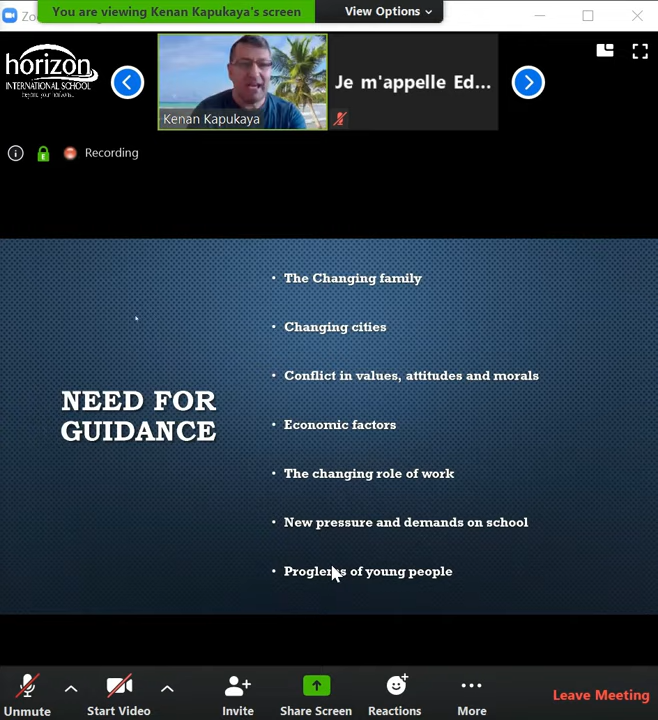 You are viewing Kenan Kapukaya's screen
View Options
horizon
INTERNATIONAL SCHOOL
Kenan Kapukaya
Je m'appelle Ed...
Recording
NEED FOR
GUIDANCE
• The Changing family
• Changing cities
• Conflict in values, attitudes and morals
• Economic factors
• The changing role of work
• New pressure and demands on school
• Proglems of young people
Unmute
Start Video
Invite
Share Screen
Reactions
More
Leave Meeting